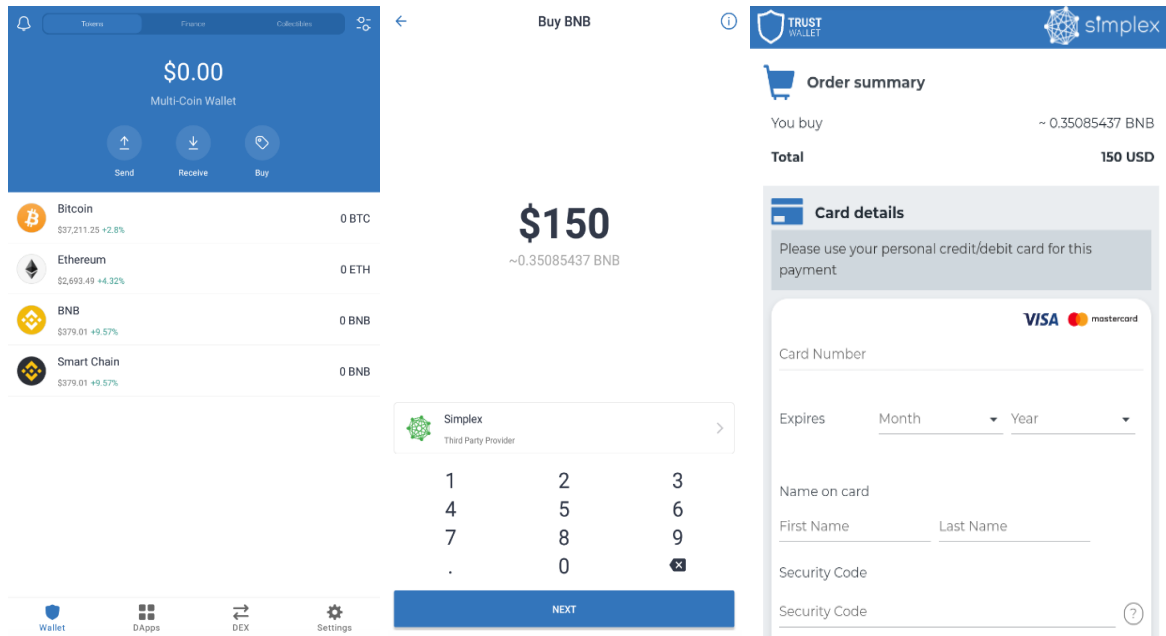 Tokens Finance Collectibles
$0.00
Multi-Coin Wallet
Send Receive Buy
Bitcoin
$37,211.25 +2.8%
0 BTC
Ethereum
$2,693.49 +4.32%
0 ETH
BNB
$379.01 +9.57%
0 BNB
Smart Chain
$379.01 +9.57%
0 BNB
Wallet DApps DEX Settings
Buy BNB
$150
~0.35085437 BNB
Simplex
Third Party Provider
1 2 3
4 5 6
7 8 9
. 0
NEXT
TRUST
WALLET
simplex
Order summary
You buy ~ 0.35085437 BNB
Total 150 USD
Card details
Please use your personal credit/debit card for this
payment
VISA mastercard
Card Number
Expires Month Year
Name on card
First Name Last Name
Security Code
Security Code ?